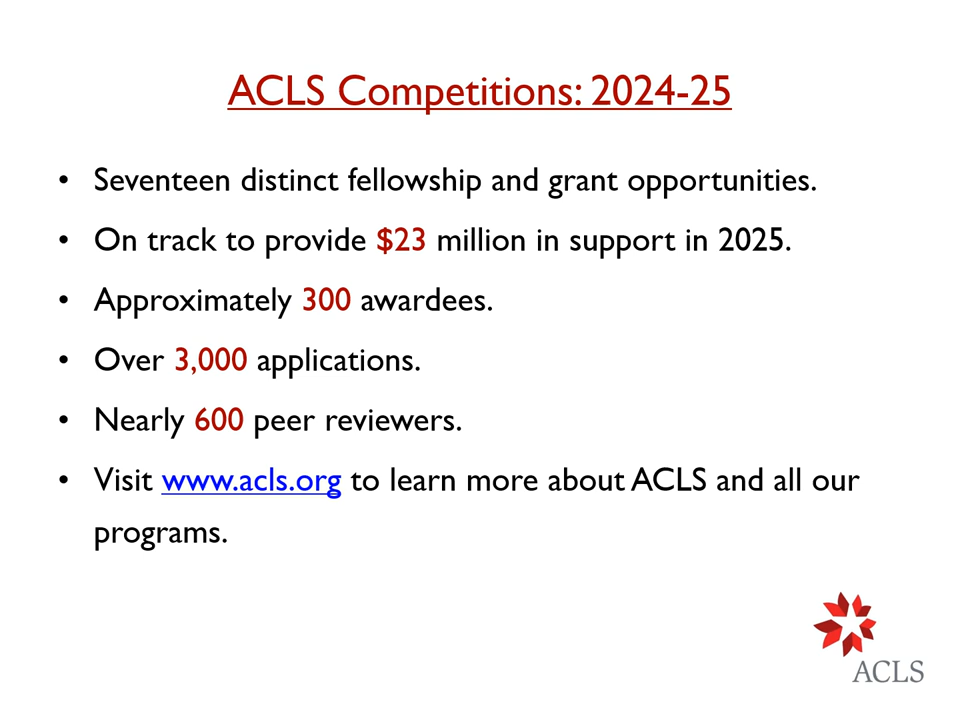 ACLS Competitions: 2024-25
• Seventeen distinct fellowship and grant opportunities.
• On track to provide $23 million in support in 2025.
• Approximately 300 awardees.
• Over 3,000 applications.
• Nearly 600 peer reviewers.
• Visit www.acls.org to learn more about ACLS and all our
programs.
ACLS